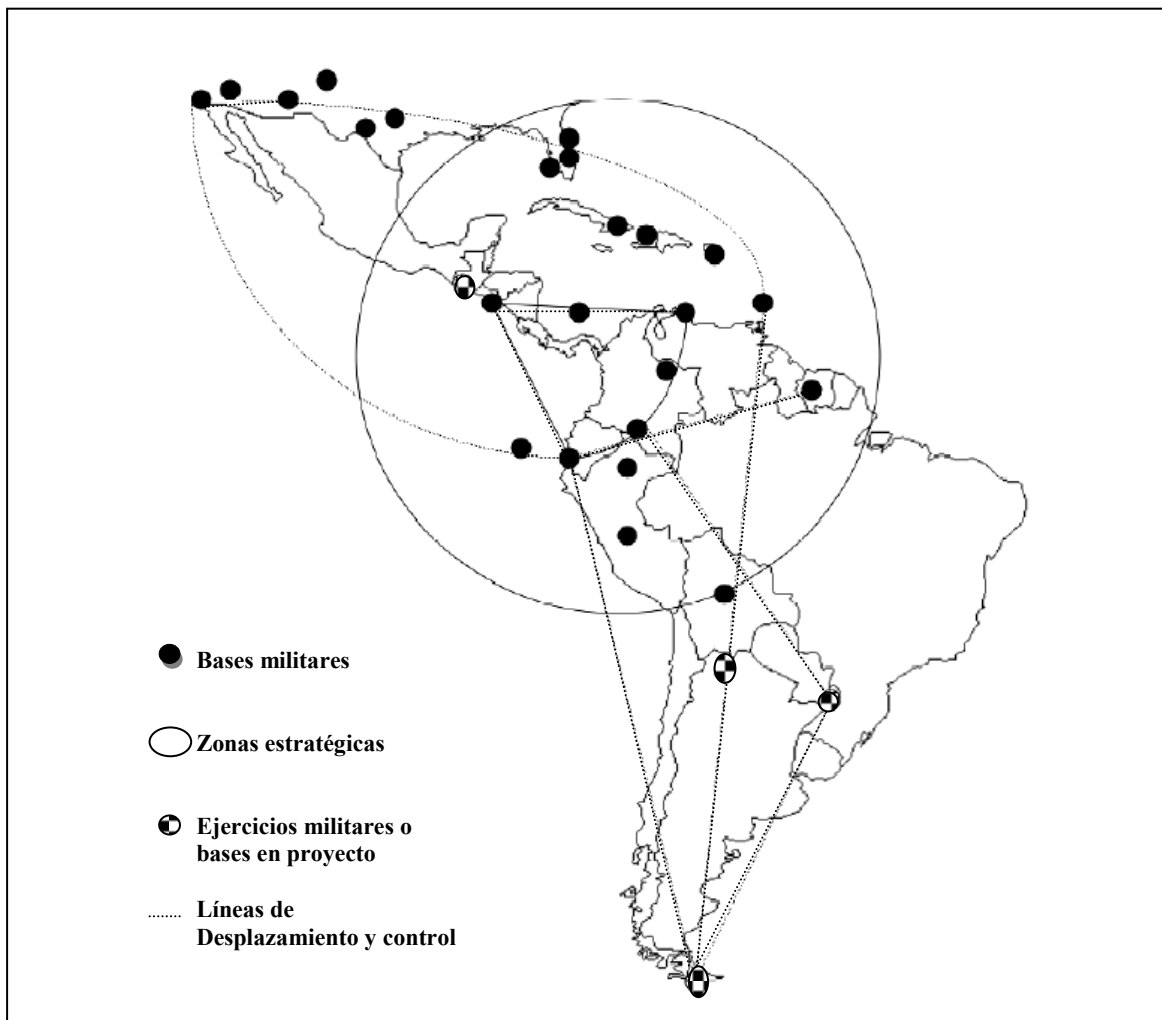 Bases militares
Zonas estratégicas
Ejercicios militares o
bases en proyecto
Líneas de
Desplazamiento y control